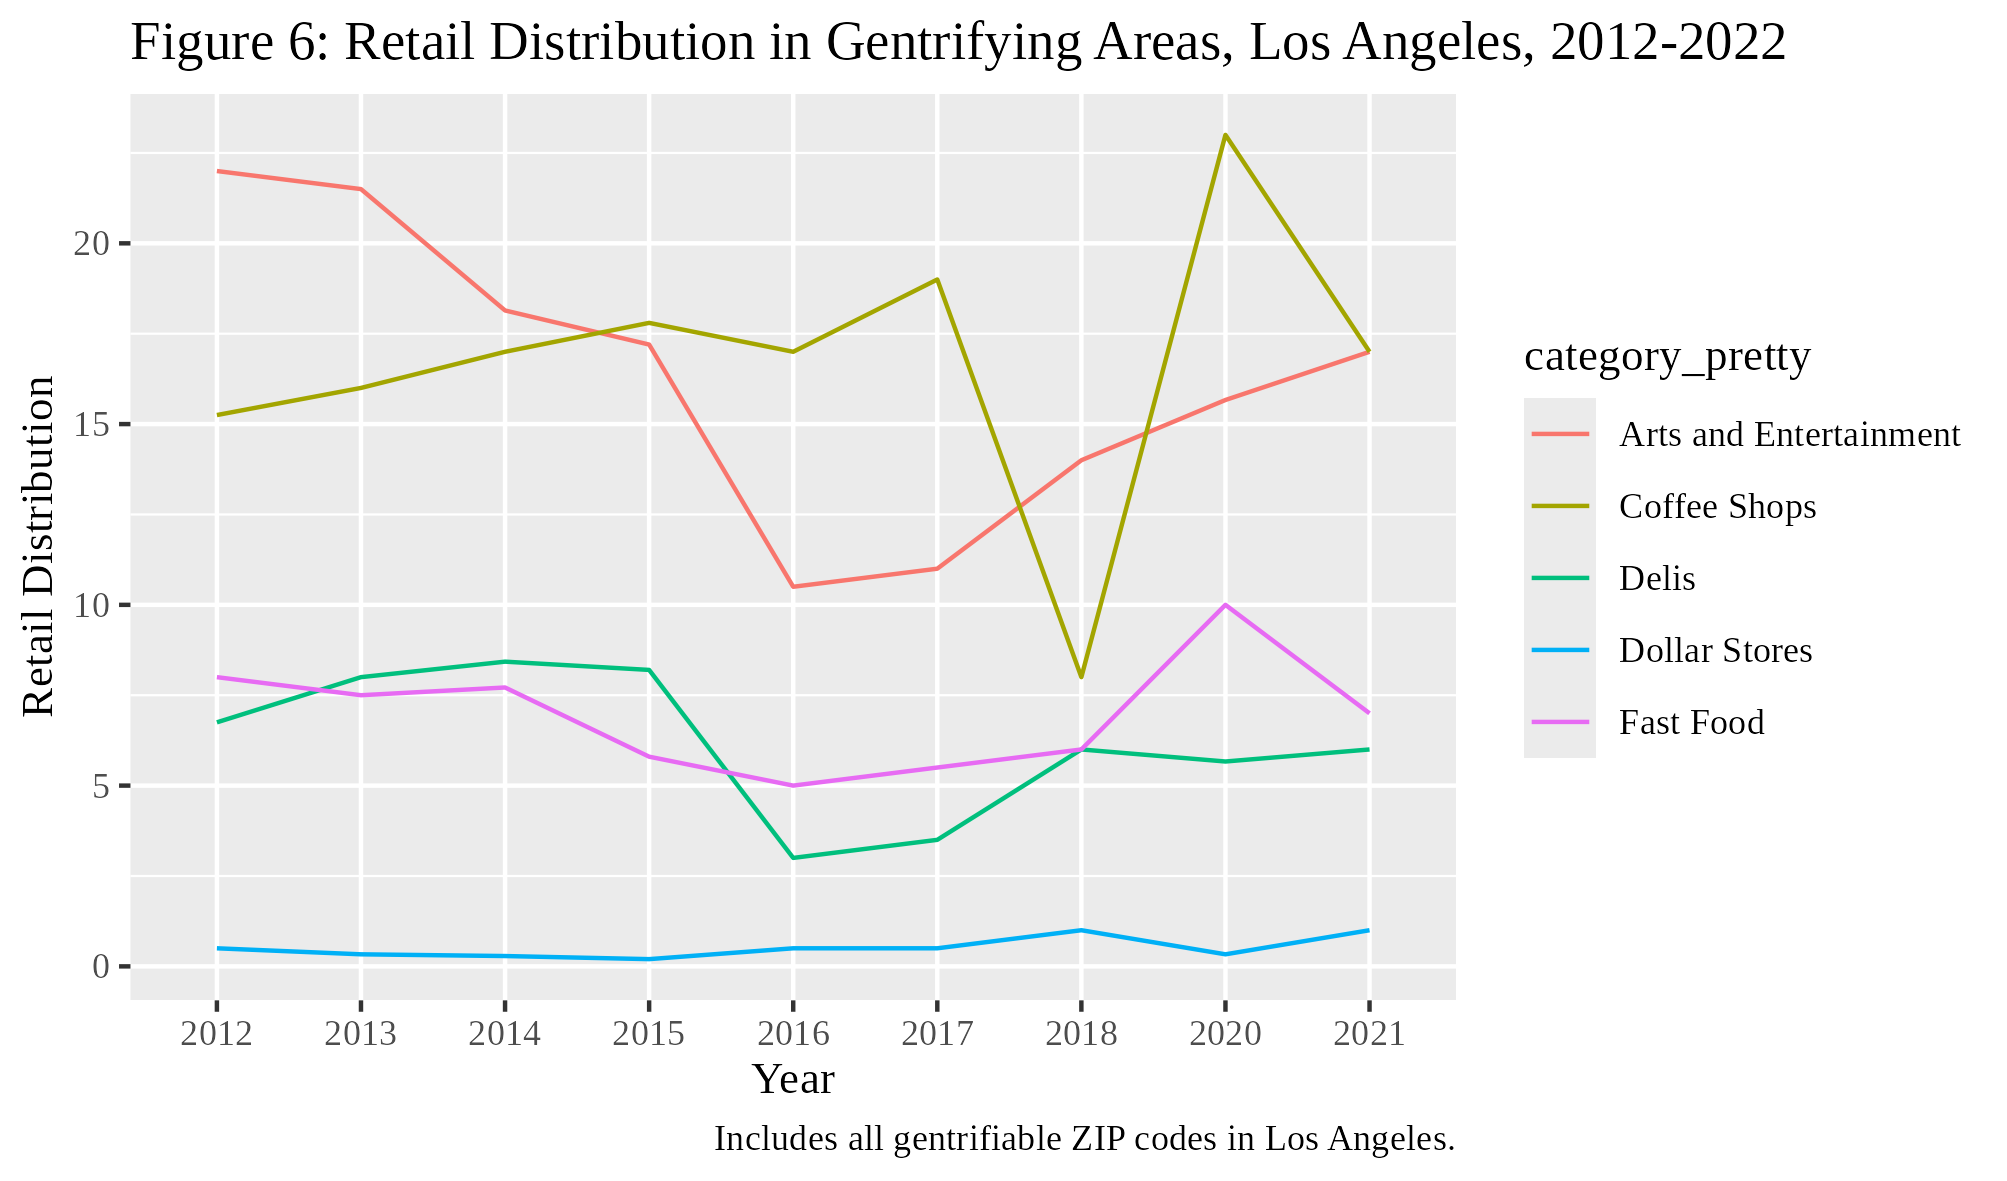 Figure 6: Retail Distribution in Gentrifying Areas, Los Angeles, 2012-2022
Retail Distribution
20
15
10
5
0
2012 2013 2014 2015 2016 2017 2018 2020 2021
Year
Includes all gentrifiable ZIP codes in Los Angeles.
category_pretty
Arts and Entertainment
Coffee Shops
Delis
Dollar Stores
Fast Food